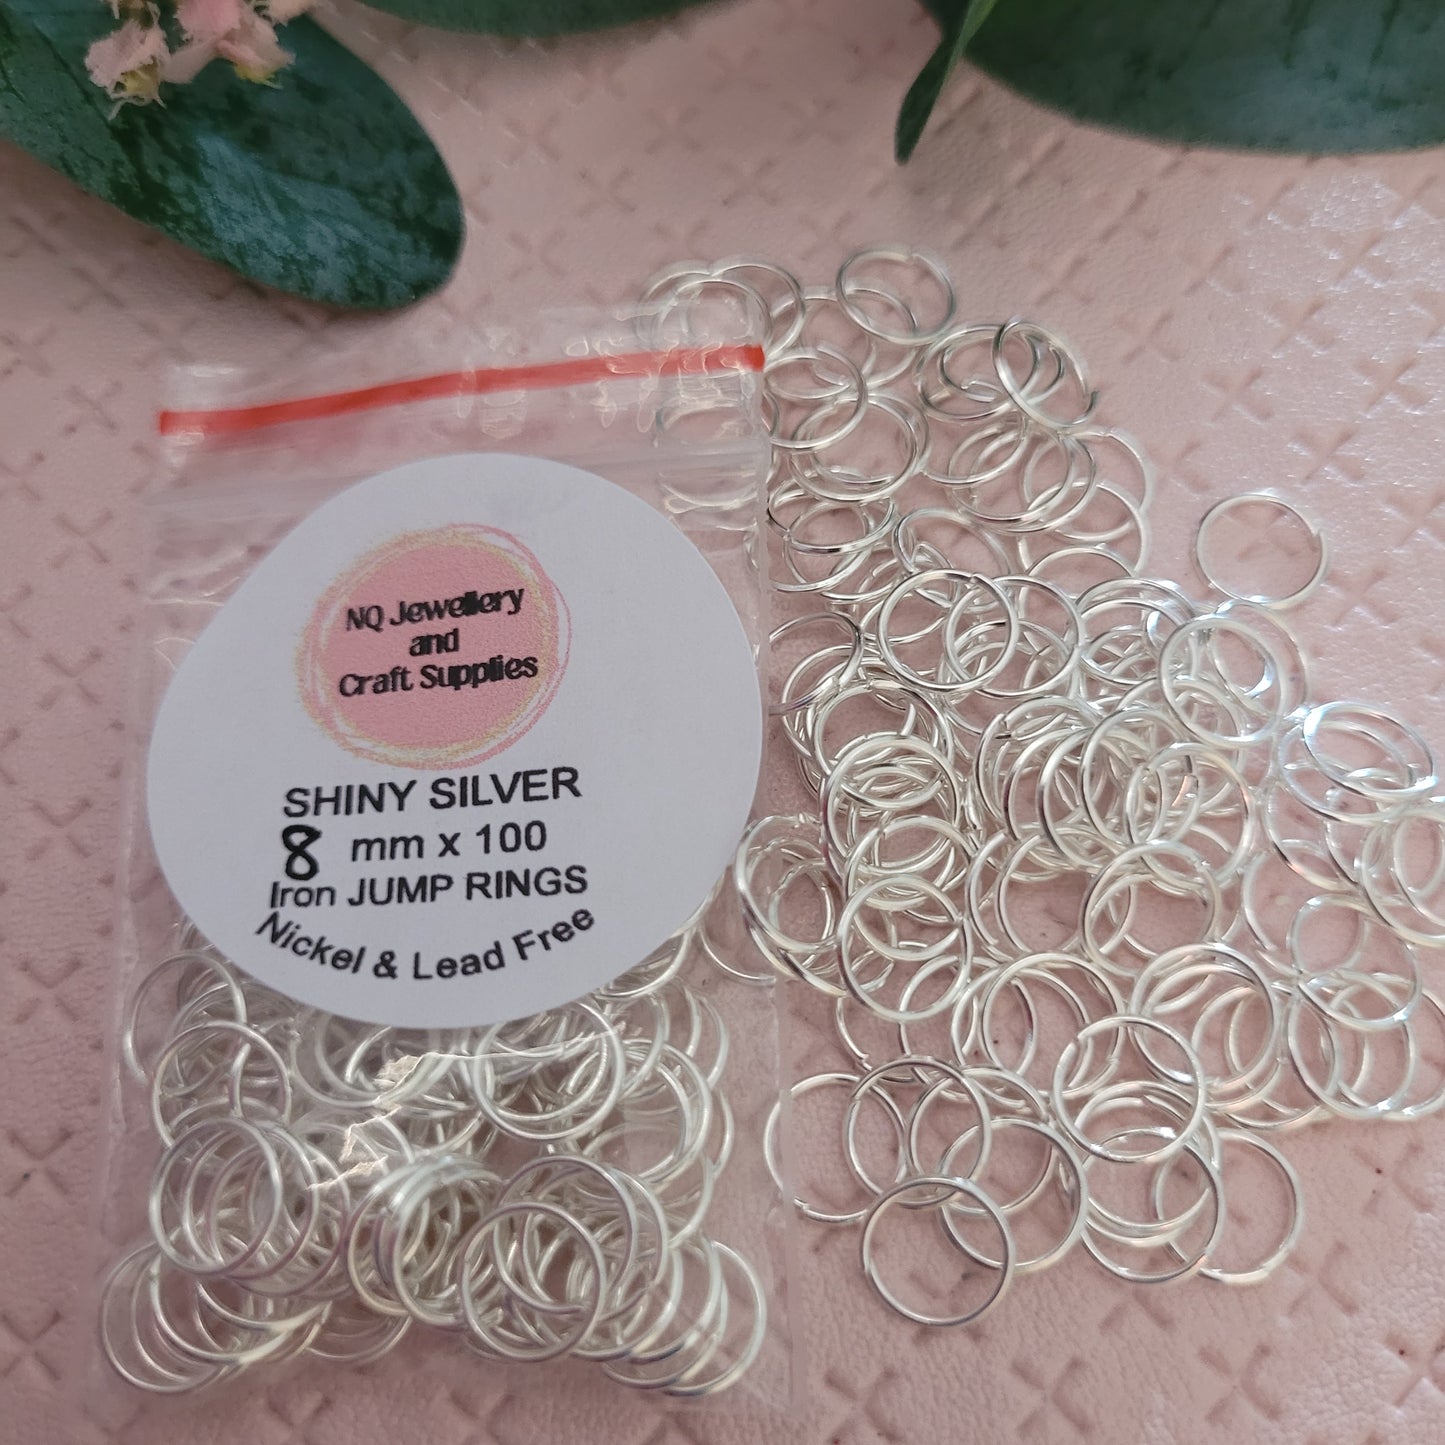 NQ Jewellery
and
Craft Supplies
SHINY SILVER
8 mm x 100
Iron JUMP RINGS
Nickel & Lead Free